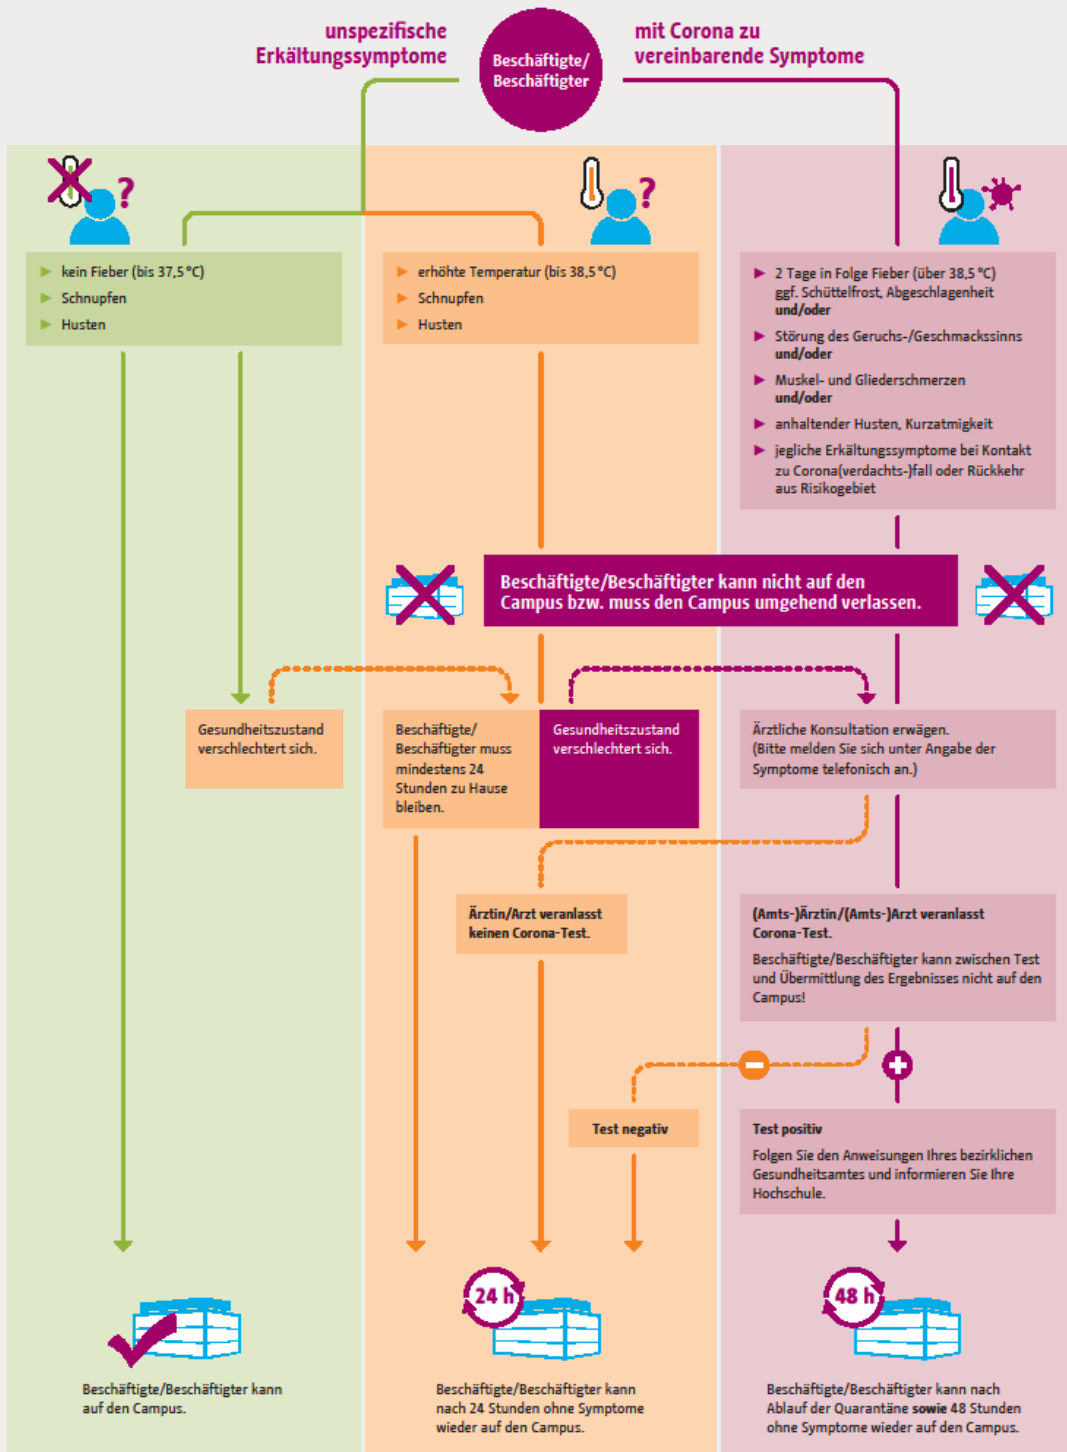 unspezifische
Erkältungssymptome
Beschäftigte/
Beschäftigter
mit Corona zu
vereinbarende Symptome
?
?
► kein Fieber (bis 37,5 °C)
► Schnupfen
► Husten
► erhöhte Temperatur (bis 38,5 °C)
► Schnupfen
► Husten
► 2 Tage in Folge Fieber (über 38,5 °C)
ggf. Schüttelfrost, Abgeschlagenheit
und/oder
► Störung des Geruchs-/Geschmackssinns
und/oder
► Muskel- und Gliederschmerzen
und/oder
► anhaltender Husten, Kurzatmigkeit
► jegliche Erkältungssymptome bei Kontakt
zu Corona(verdachts-)fall oder Rückkehr
aus Risikogebiet
Beschäftigte/Beschäftigter kann nicht auf den
Campus bzw. muss den Campus umgehend verlassen.
Gesundheitszustand
verschlechtert sich.
Beschäftigte/
Beschäftigter muss
mindestens 24
Stunden zu Hause
bleiben.
Gesundheitszustand
verschlechtert sich.
Ärztliche Konsultation erwägen.
(Bitte melden Sie sich unter Angabe der
Symptome telefonisch an.)
Ärztin/Arzt veranlasst
keinen Corona-Test.
(Amts-)Ärztin/(Amts-)Arzt veranlasst
Corona-Test.
Beschäftigte/Beschäftigter kann zwischen Test
und Übermittlung des Ergebnisses nicht auf den
Campus!
Test negativ
Test positiv
Folgen Sie den Anweisungen Ihres bezirklichen
Gesundheitsamtes und informieren Sie Ihre
Hochschule.
24 h
48 h
Beschäftigte/Beschäftigter kann
auf den Campus.
Beschäftigte/Beschäftigter kann
nach 24 Stunden ohne Symptome
wieder auf den Campus.
Beschäftigte/Beschäftigter kann nach
Ablauf der Quarantäne sowie 48 Stunden
ohne Symptome wieder auf den Campus.